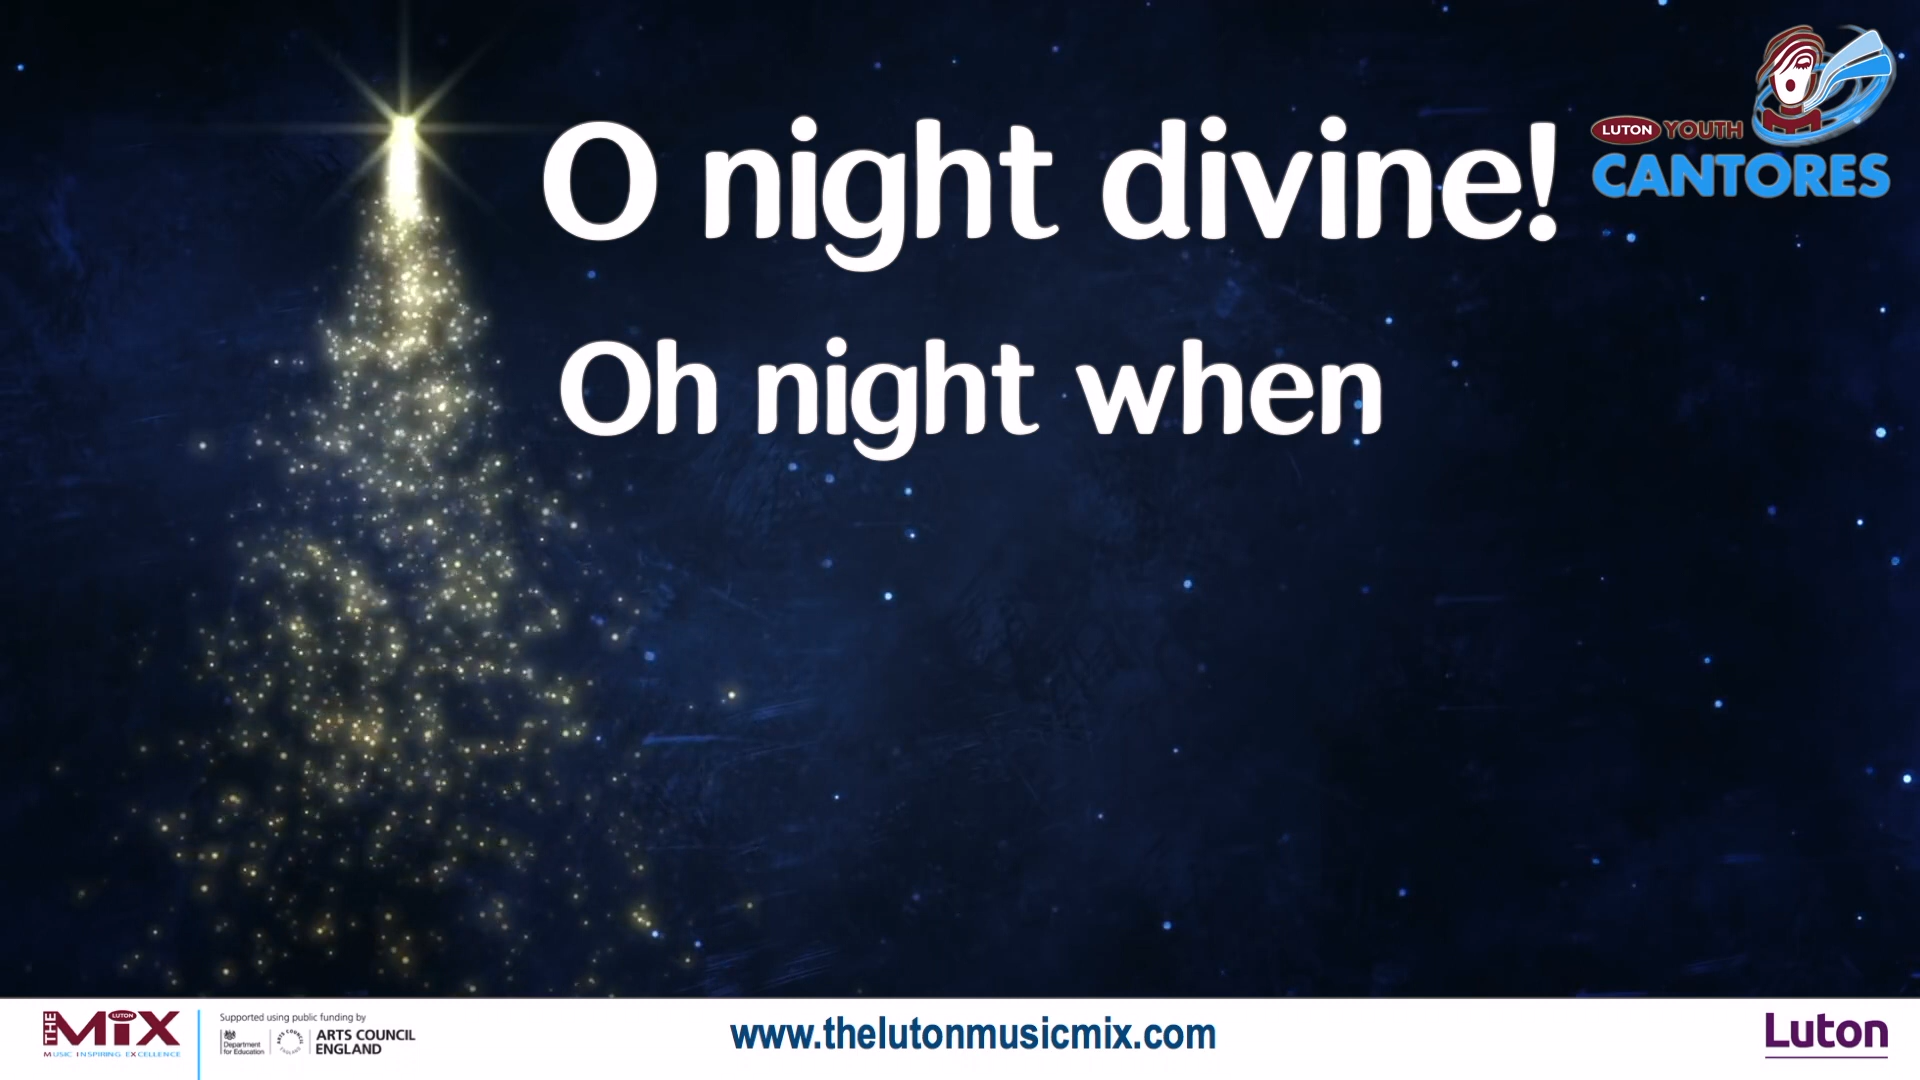 O night divine!
LUTON YOUTH
CANTORES
Oh night when
THE LUTON MiX
MUSIC INSPIRING EXCELLENCE
Supported using public funding by
Department
for Education
ARTS COUNCIL
ENGLAND
www.thelutonmusicmix.com
Luton